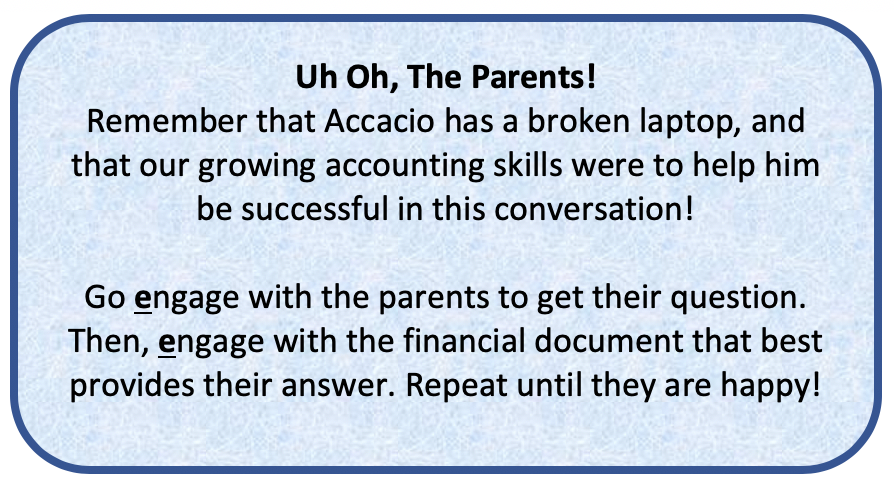 Uh Oh, The Parents!
Remember that Accacio has a broken laptop, and
that our growing accounting skills were to help him
be successful in this conversation!
Go engage with the parents to get their question.
Then, engage with the financial document that best
provides their answer. Repeat until they are happy!